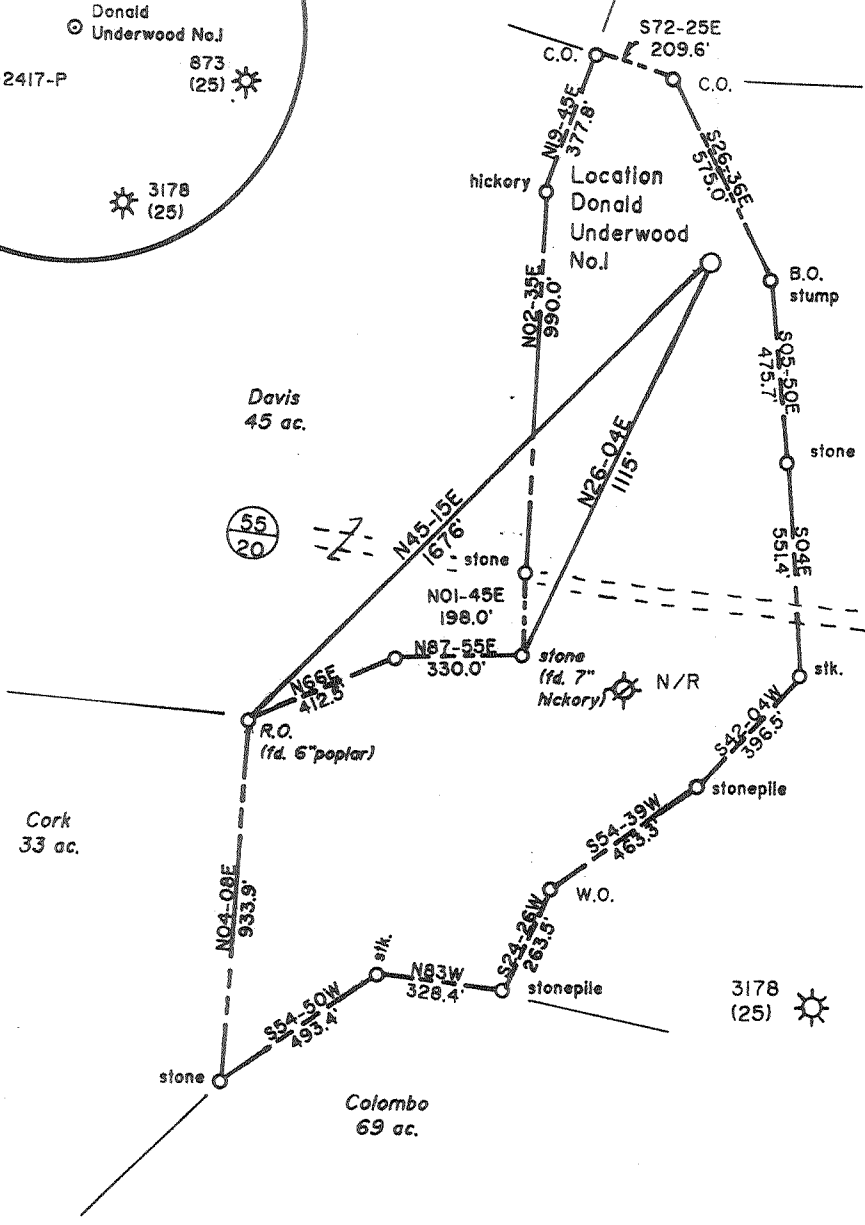 Donald
Underwood No.1
2417-P
873
(25)
3178
(25)
S72-25E
209.6'
C.O.
C.O.
N19-45E
377.8'
S26-36E
575.0'
hickory
Location
Donald
Underwood
No.1
N02-35E
990.0'
B.O.
stump
S05-50E
475.7'
Davis
45 ac.
stone
N26-04E
1115'
N45-15E
1676'
55
20
stone
S04E
551.4'
N01-45E
198.0'
N87-55E
330.0'
stone
(fd. 7"
hickory)
N/R
stk.
N66E
412.5'
R.O.
(fd. 6" poplar)
S42-04W
396.5'
stonepile
Cork
33 ac.
S54-39W
463.3'
W.O.
N04-08E
933.9'
S24-26W
263.5'
stk.
N83W
328.4'
stonepile
3178
(25)
S54-50W
493.4'
stone
Colombo
69 ac.